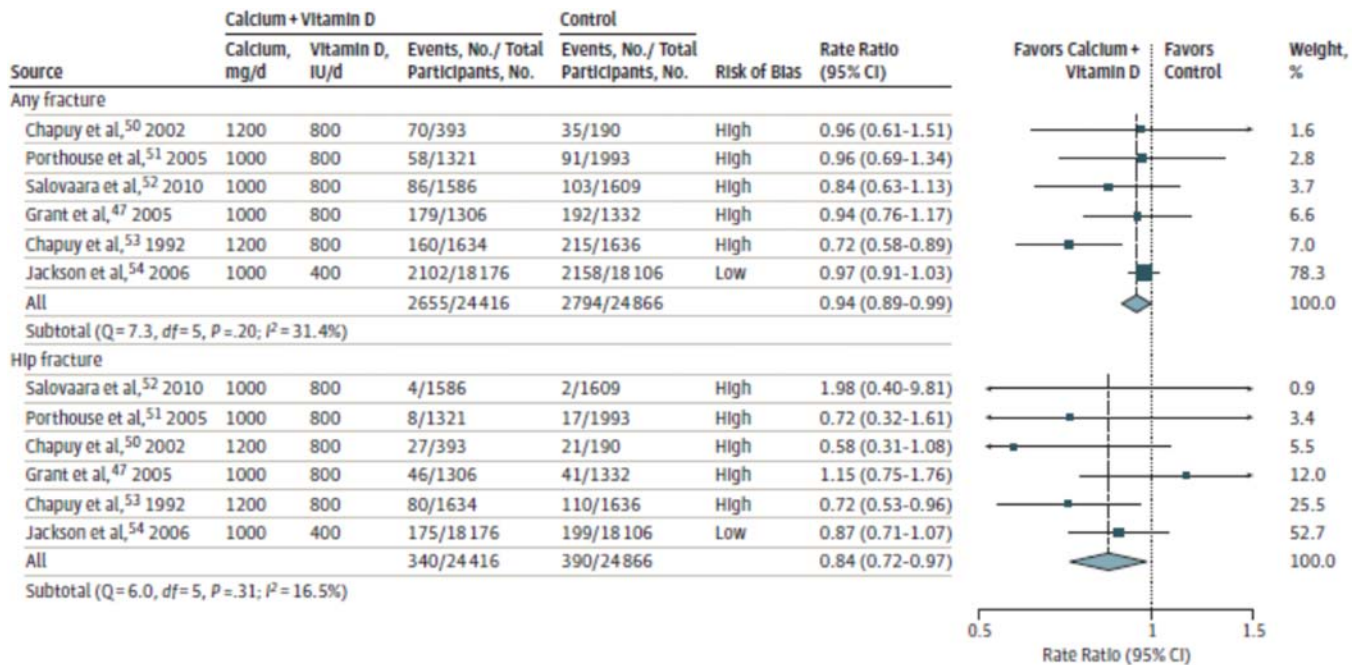 Calcium + Vitamin D Control
Source Calcium, mg/d Vitamin D, IU/d Events, No./ Total Participants, No. Events, No./ Total Participants, No. Risk of Bias Rate Ratio (95% CI) Favors Calcium + Vitamin D Favors Control Weight, %
Any fracture
Chapuy et al,50 2002 1200 800 70/393 35/190 High 0.96 (0.61-1.51) 1.6
Porthouse et al,51 2005 1000 800 58/1321 91/1993 High 0.96 (0.69-1.34) 2.8
Salovaara et al,52 2010 1000 800 86/1586 103/1609 High 0.84 (0.63-1.13) 3.7
Grant et al,47 2005 1000 800 179/1306 192/1332 High 0.94 (0.76-1.17) 6.6
Chapuy et al,53 1992 1200 800 160/1634 215/1636 High 0.72 (0.58-0.89) 7.0
Jackson et al,54 2006 1000 400 2102/18176 2158/18106 Low 0.97 (0.91-1.03) 78.3
All 2655/24416 2794/24866 0.94 (0.89-0.99) 100.0
Subtotal (Q = 7.3, df = 5, P = .20; I² = 31.4%)
Hip fracture
Salovaara et al,52 2010 1000 800 4/1586 2/1609 High 1.98 (0.40-9.81) 0.9
Porthouse et al,51 2005 1000 800 8/1321 17/1993 High 0.72 (0.32-1.61) 3.4
Chapuy et al,50 2002 1200 800 27/393 21/190 High 0.58 (0.31-1.08) 5.5
Grant et al,47 2005 1000 800 46/1306 41/1332 High 1.15 (0.75-1.76) 12.0
Chapuy et al,53 1992 1200 800 80/1634 110/1636 High 0.72 (0.53-0.96) 25.5
Jackson et al,54 2006 1000 400 175/18176 199/18106 Low 0.87 (0.71-1.07) 52.7
All 340/24416 390/24866 0.84 (0.72-0.97) 100.0
Subtotal (Q = 6.0, df = 5, P = .31; I² = 16.5%)
0.5 1 1.5
Rate Ratio (95% CI)